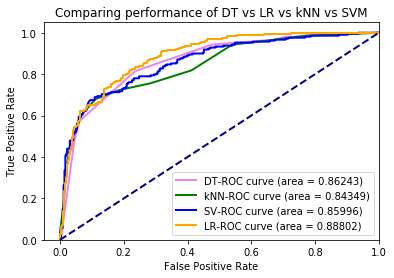 Comparing performance of DT vs LR vs kNN vs SVM
1.0
0.8
0.6
0.4
0.2
0.0
True Positive Rate
DT-ROC curve (area = 0.86243)
kNN-ROC curve (area = 0.84349)
SV-ROC curve (area = 0.85996)
LR-ROC curve (area = 0.88802)
0.0 0.2 0.4 0.6 0.8 1.0
False Positive Rate